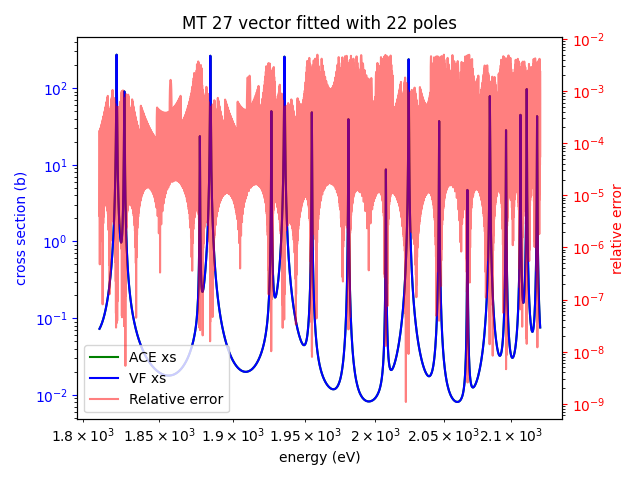 MT 27 vector fitted with 22 poles
cross section (b)
10² 10¹ 10⁰ 10⁻¹ 10⁻²
ACE xs
VF xs
Relative error
1.8 × 10³ 1.85 × 10³ 1.9 × 10³ 1.95 × 10³ 2 × 10³ 2.05 × 10³ 2.1 × 10³
energy (eV)
10⁻² 10⁻³ 10⁻⁴ 10⁻⁵ 10⁻⁶ 10⁻⁷ 10⁻⁸ 10⁻⁹
relative error